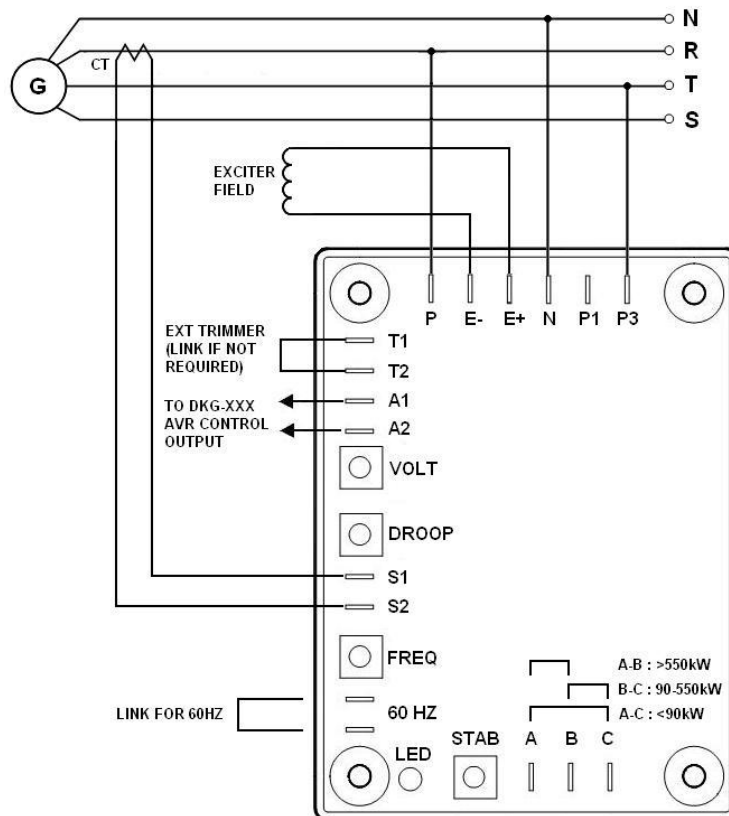 N
R
T
S
CT
G
EXCITER
FIELD
P E- E+ N P1 P3
EXT TRIMMER
(LINK IF NOT
REQUIRED)
T1
T2
TO DKG-XXX
AVR CONTROL
OUTPUT
A1
A2
VOLT
DROOP
S1
S2
FREQ
LINK FOR 60HZ
60 HZ
A-B : >550kW
B-C : 90-550kW
A-C : <90kW
LED
STAB
A B C